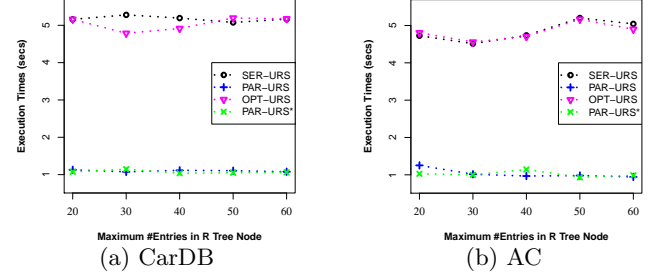 Execution Times (secs)
5
4
3
2
1
SER−URS
PAR−URS
OPT−URS
PAR−URS*
20 30 40 50 60
Maximum #Entries in R Tree Node
(a) CarDB
Execution Times (secs)
5
4
3
2
1
SER−URS
PAR−URS
OPT−URS
PAR−URS*
20 30 40 50 60
Maximum #Entries in R Tree Node
(b) AC